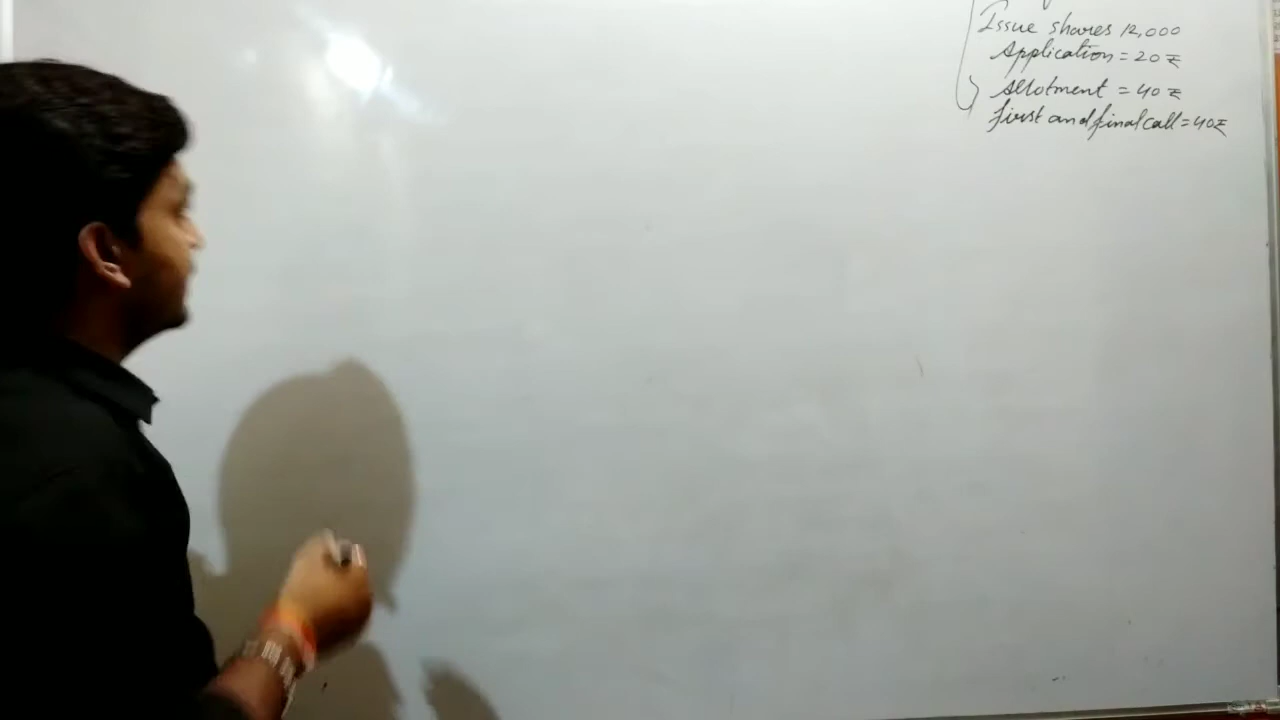 Issue shares 12,000
Application = 20 ₹
Allotment = 40 ₹
first and final call = 40₹